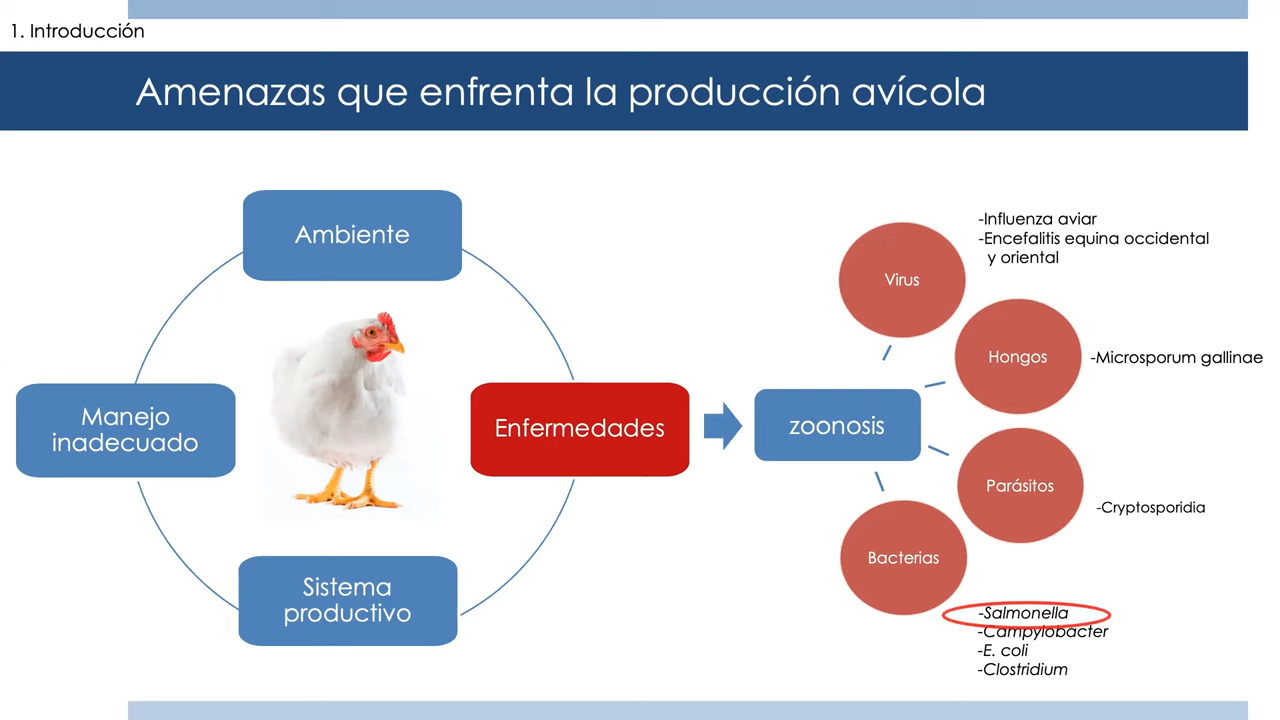 1. Introducción
Amenazas que enfrenta la producción avícola
Ambiente
Manejo
inadecuado
Enfermedades
Sistema
productivo
zoonosis
Virus
-Influenza aviar
-Encefalitis equina occidental
y oriental
Hongos
-Microsporum gallinae
Parásitos
-Cryptosporidia
Bacterias
-Salmonella
-Campylobacter
-E. coli
-Clostridium